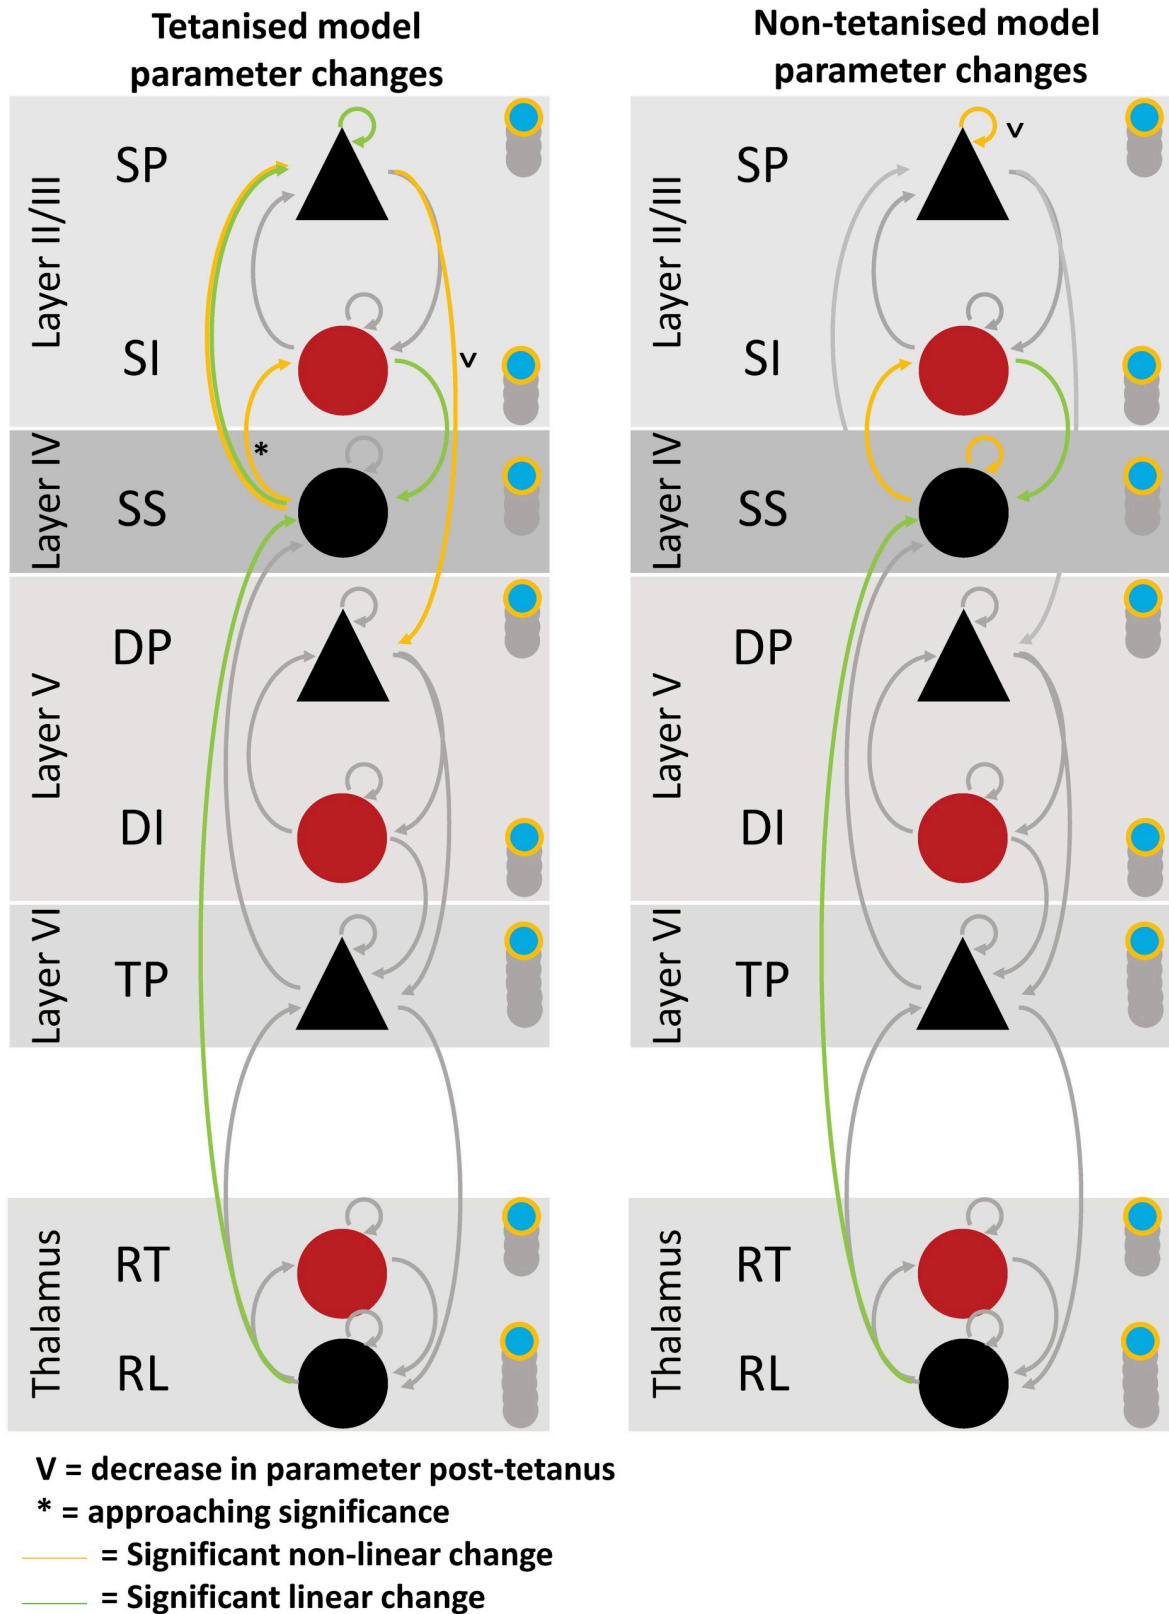 Tetanised model
parameter changes
Layer II/III
SP
SI
V
*
Layer IV
SS
Layer V
DP
DI
Layer VI
TP
Thalamus
RT
RL
Non-tetanised model
parameter changes
Layer II/III
SP
V
SI
Layer IV
SS
Layer V
DP
DI
Layer VI
TP
Thalamus
RT
RL
V = decrease in parameter post-tetanus
* = approaching significance
= Significant non-linear change
= Significant linear change